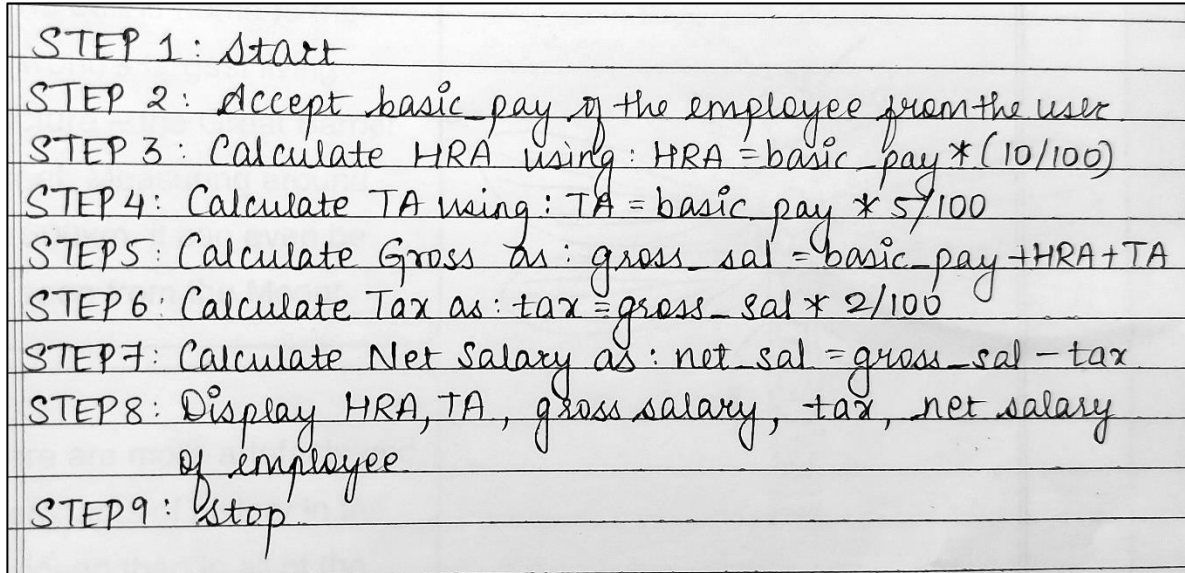 STEP 1: Start
STEP 2: Accept basic_pay of the employee from the user.
STEP 3: Calculate HRA using: HRA = basic_pay * (10/100)
STEP 4: Calculate TA using: TA = basic_pay * 5/100
STEP 5: Calculate Gross as: gross_sal = basic_pay + HRA + TA
STEP 6: Calculate Tax as: tax = gross_sal * 2/100
STEP 7: Calculate Net Salary as: net_sal = gross_sal - tax.
STEP 8: Display HRA, TA, gross salary, tax, net salary
of employee.
STEP 9: Stop.